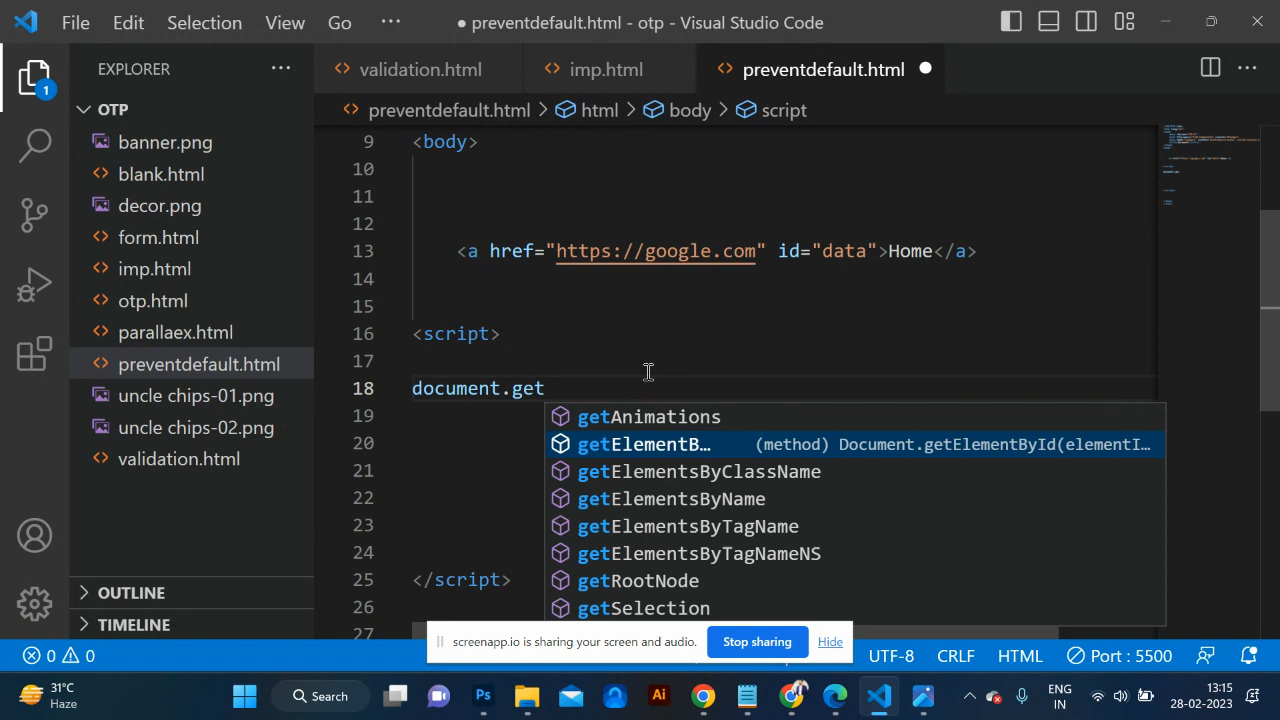 File Edit Selection View Go ··· ● preventdefault.html - otp - Visual Studio Code
EXPLORER ···
OTP
banner.png
blank.html
decor.png
form.html
imp.html
otp.html
parallaex.html
preventdefault.html
uncle chips-01.png
uncle chips-02.png
validation.html
OUTLINE
TIMELINE
1
validation.html imp.html preventdefault.html
preventdefault.html > html > body > script
9 <body>
10
11
12
13 <a href="https://google.com" id="data">Home</a>
14
15
16 <script>
17
18 document.get
19 getAnimations
20 getElementB… (method) Document.getElementById(elementI…
21 getElementsByClassName
22 getElementsByName
23 getElementsByTagName
24 getElementsByTagNameNS
25 </script> getRootNode
26 getSelection
27
screenapp.io is sharing your screen and audio. Stop sharing Hide
0 0 UTF-8 CRLF HTML Port : 5500
31°C
Haze
Search
Ps
Ai
ENG
IN
13:15
28-02-2023